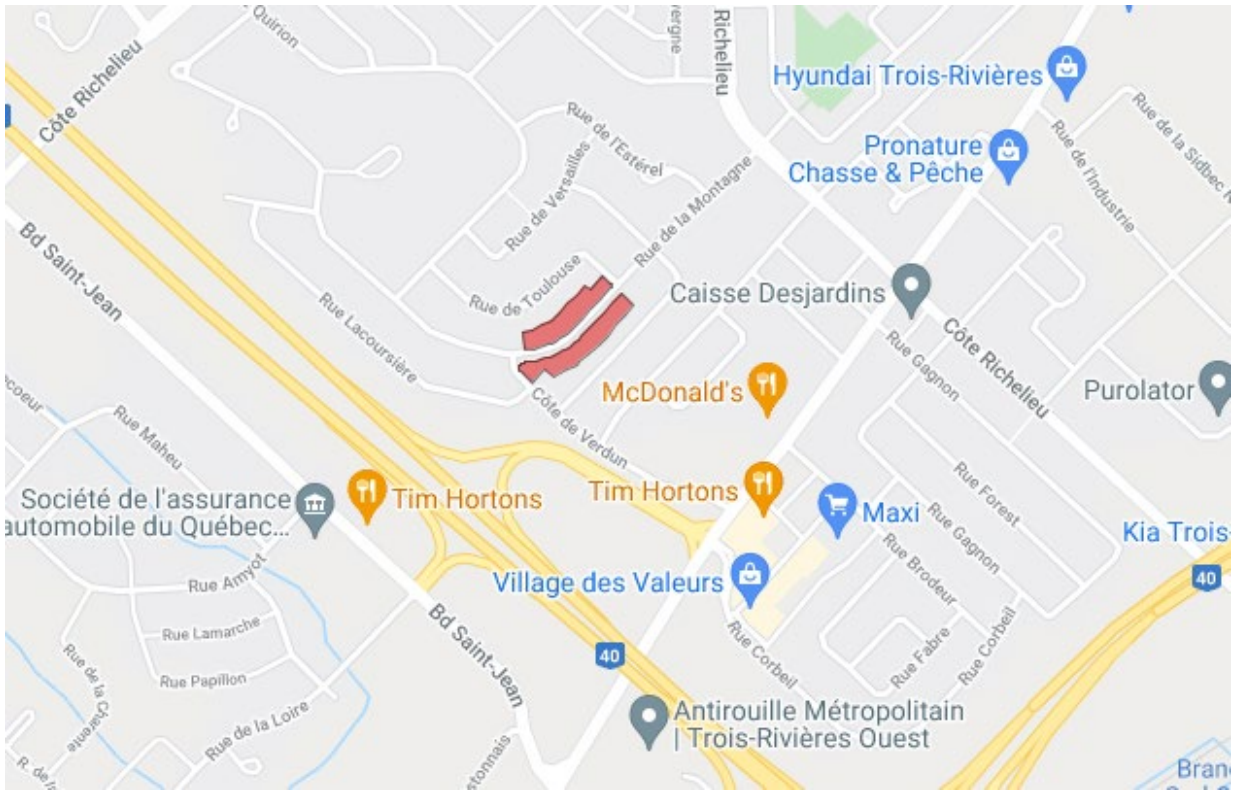 Quirion
vergne
Richelieu
Côte Richelieu
Hyundai Trois-Rivières
Rue de la Sidbec N
Rue de l'Estérel
Pronature
Chasse & Pêche
Rue de l'Industrie
Rue de Versailles
Rue de la Montagne
Bd Saint-Jean
Rue de Toulouse
Caisse Desjardins
Rue Lacoursière
Rue Gagnon
Côte Richelieu
McDonald's
Purolator
ecoeur
Rue Maheu
Côte de Verdun
Société de l'assurance
automobile du Québec...
Tim Hortons
Tim Hortons
Maxi
Rue Forest
Rue Gagnon
Kia Trois-
Rue Amyot
Village des Valeurs
Rue Brodeur
40
Rue Lamarche
Bd Saint-Jean
Rue Corbeil
Rue Fabre
Rue Corbeil
40
Rue Papillon
Rue de la Charente
Rue de la Loire
Antirouille Métropolitain
| Trois-Rivières Ouest
R. de
stonnais
Bran